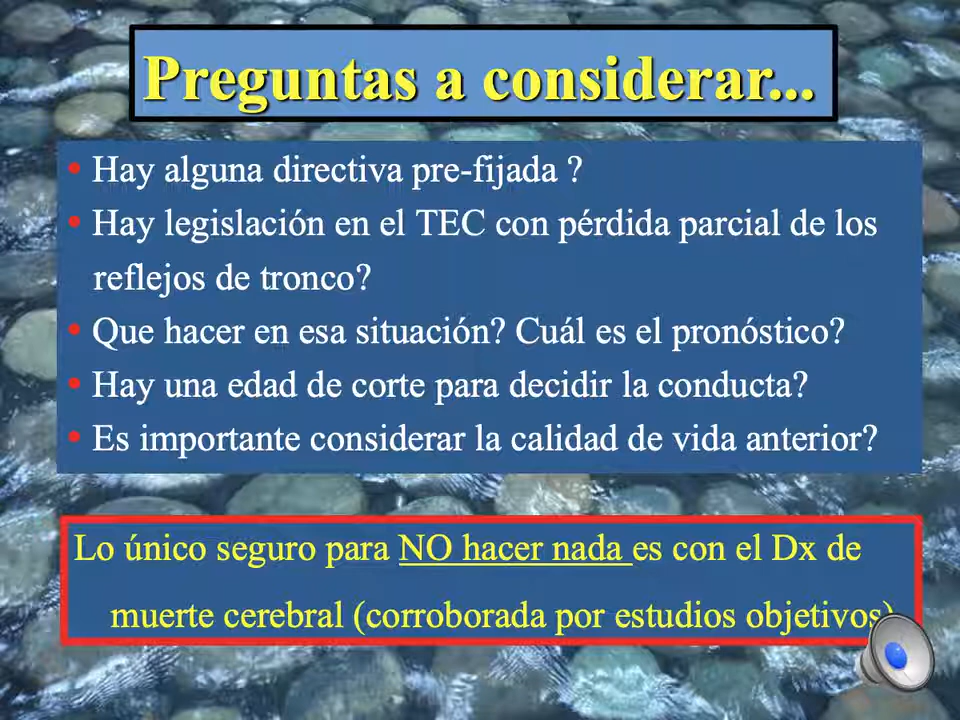 Preguntas a considerar...
• Hay alguna directiva pre-fijada ?
• Hay legislación en el TEC con pérdida parcial de los
reflejos de tronco?
• Que hacer en esa situación? Cuál es el pronóstico?
• Hay una edad de corte para decidir la conducta?
• Es importante considerar la calidad de vida anterior?
Lo único seguro para NO hacer nada es con el Dx de
muerte cerebral (corroborada por estudios objetivos)